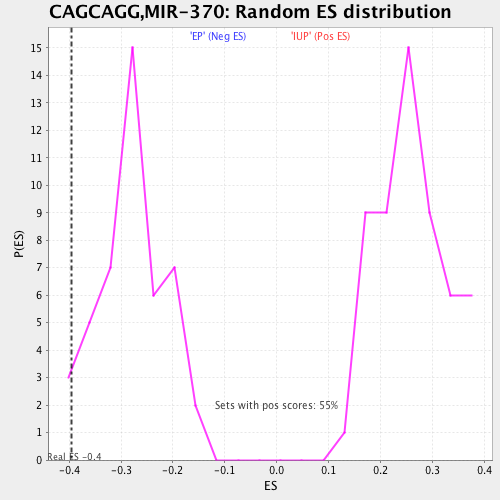 CAGCAGG,MIR-370: Random ES distribution
'EP' (Neg ES) 'IUP' (Pos ES)
15
14
13
12
11
10
9
8
7
6
5
4
3
2
1
0
P(ES)
Sets with pos scores: 55%
Real ES -0.4
-0.4 -0.3 -0.2 -0.1 0.0 0.1 0.2 0.3 0.4
ES